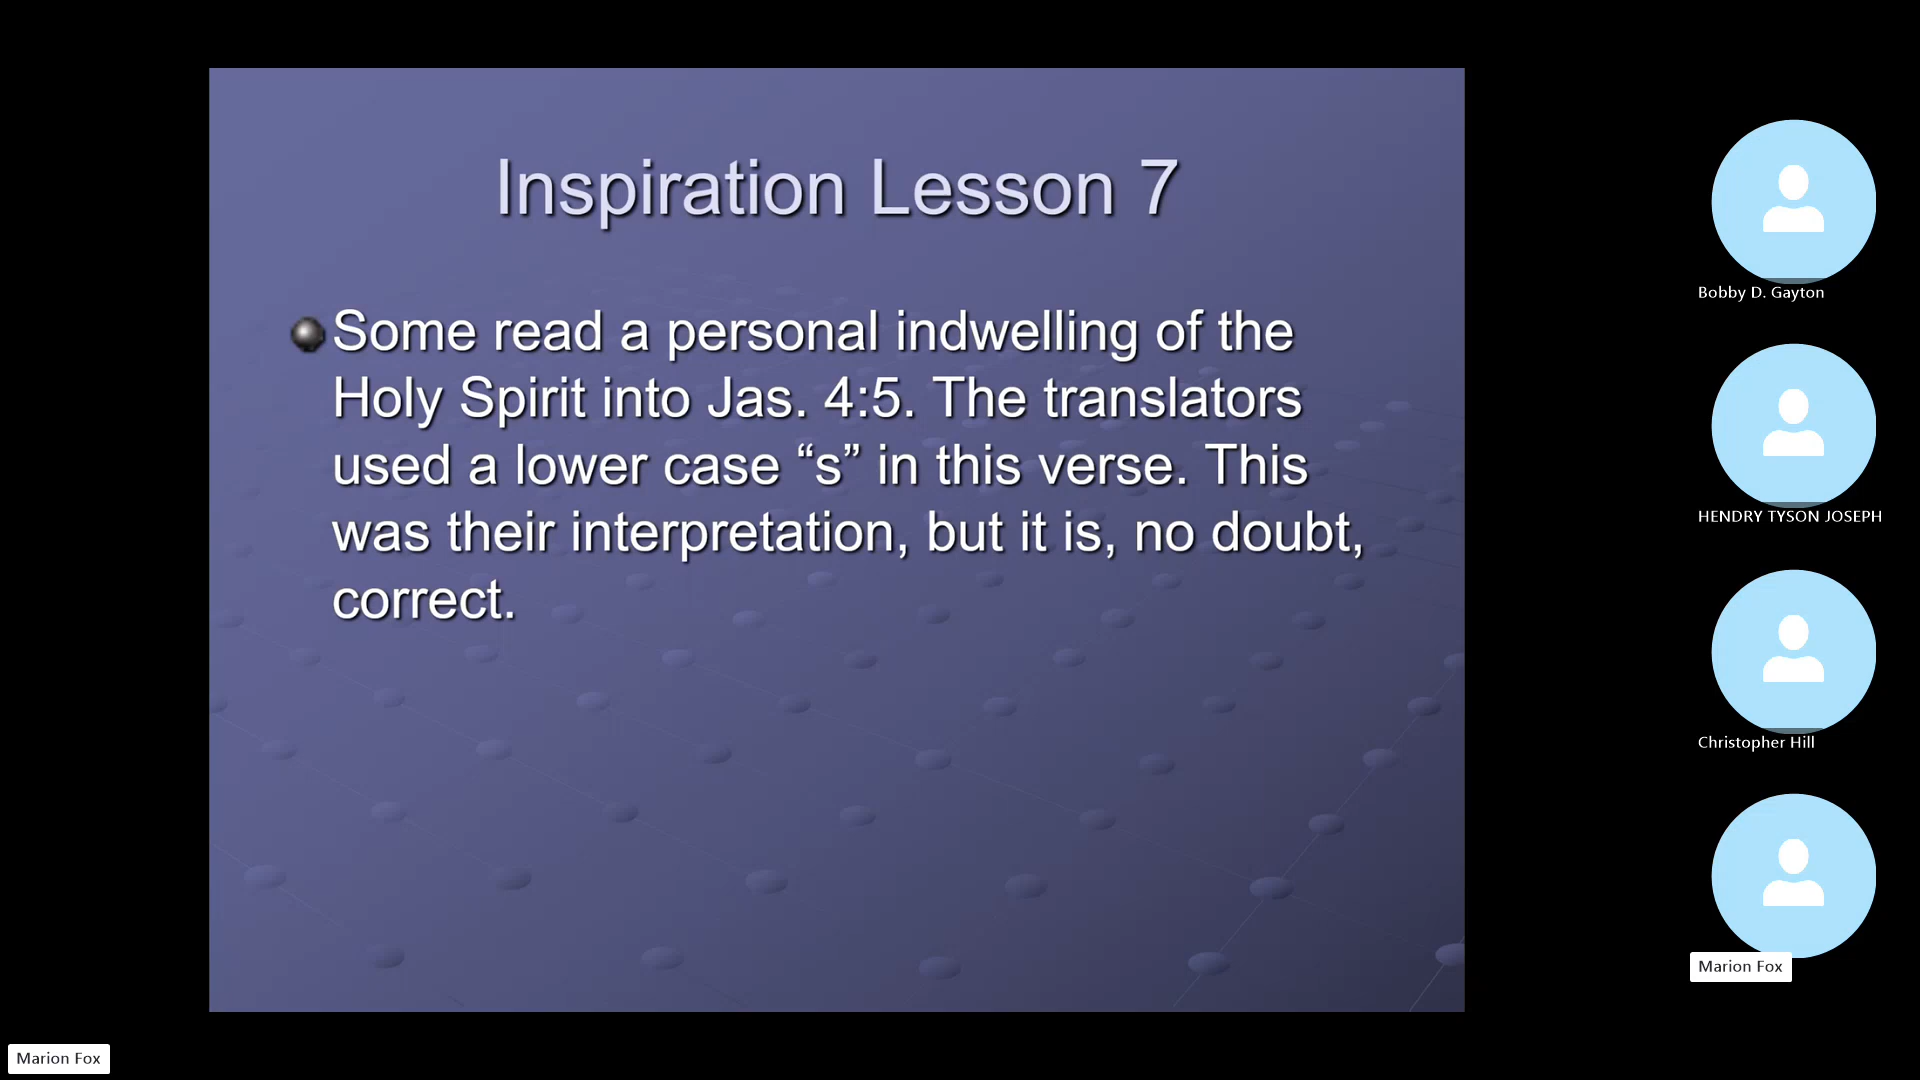 Inspiration Lesson 7
Some read a personal indwelling of the
Holy Spirit into Jas. 4:5. The translators
used a lower case “s” in this verse. This
was their interpretation, but it is, no doubt,
correct.
Bobby D. Gayton
HENDRY TYSON JOSEPH
Christopher Hill
Marion Fox
Marion Fox